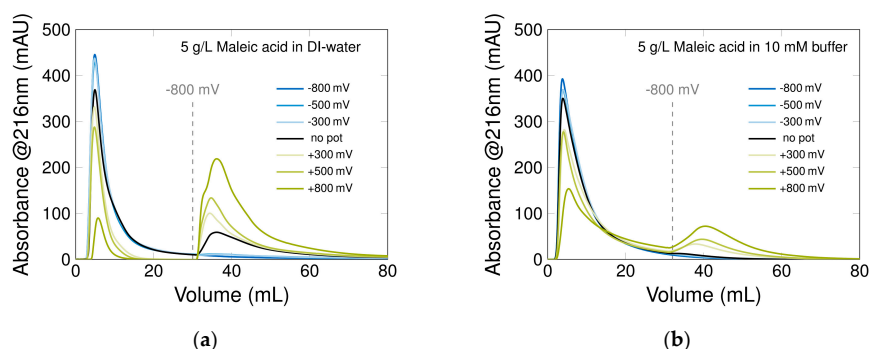 5 g/L Maleic acid in DI-water
-800 mV
-800 mV
-500 mV
-300 mV
no pot
+300 mV
+500 mV
+800 mV
Absorbance @216nm (mAU)
500
400
300
200
100
0
0 20 40 60 80
Volume (mL)
(a)
5 g/L Maleic acid in 10 mM buffer
-800 mV
-800 mV
-500 mV
-300 mV
no pot
+300 mV
+500 mV
+800 mV
Absorbance @216nm (mAU)
500
400
300
200
100
0
0 20 40 60 80
Volume (mL)
(b)